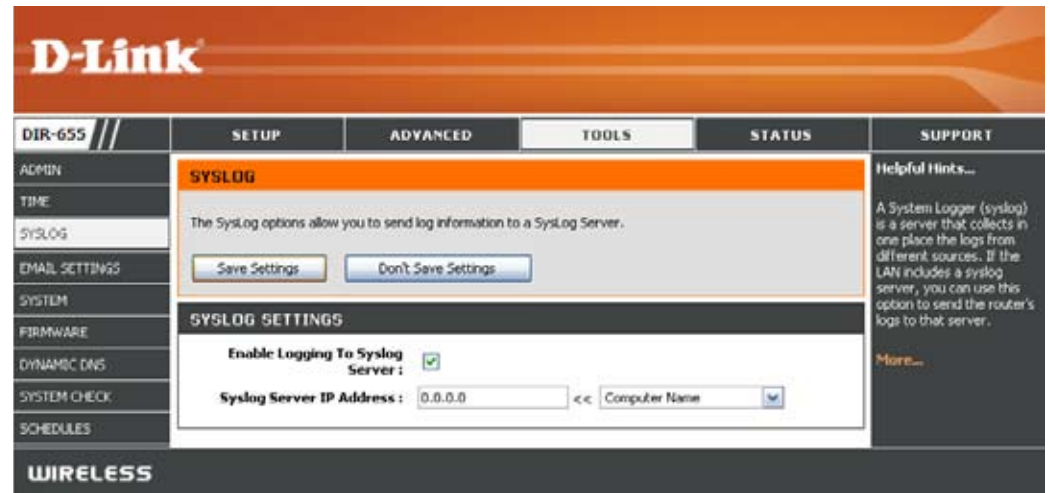 D-Link
DIR-655
SETUP
ADVANCED
TOOLS
STATUS
SUPPORT
ADMIN
TIME
SYSLOG
EMAIL SETTINGS
SYSTEM
FIRMWARE
DYNAMIC DNS
SYSTEM CHECK
SCHEDULES
SYSLOG
The SysLog options allow you to send log information to a SysLog Server.
Save Settings
Don't Save Settings
SYSLOG SETTINGS
Enable Logging To Syslog
Server :
Syslog Server IP Address :
0.0.0.0
<<
Computer Name
Helpful Hints...
A System Logger (syslog)
is a server that collects in
one place the logs from
different sources. If the
LAN includes a syslog
server, you can use this
option to send the router's
logs to that server.
More...
WIRELESS